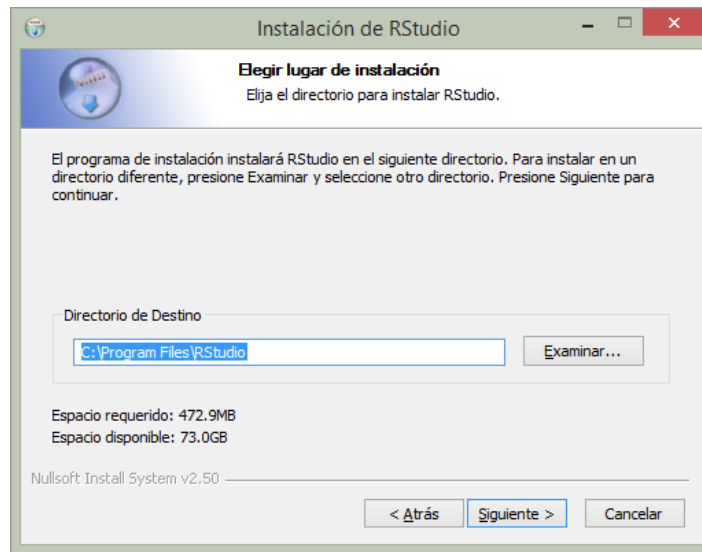 Instalación de RStudio
Elegir lugar de instalación
Elija el directorio para instalar RStudio.
El programa de instalación instalará RStudio en el siguiente directorio. Para instalar en un
directorio diferente, presione Examinar y seleccione otro directorio. Presione Siguiente para
continuar.
Directorio de Destino
C:\Program Files\RStudio
Examinar...
Espacio requerido: 472.9MB
Espacio disponible: 73.0GB
Nullsoft Install System v2.50
< Atrás
Siguiente >
Cancelar